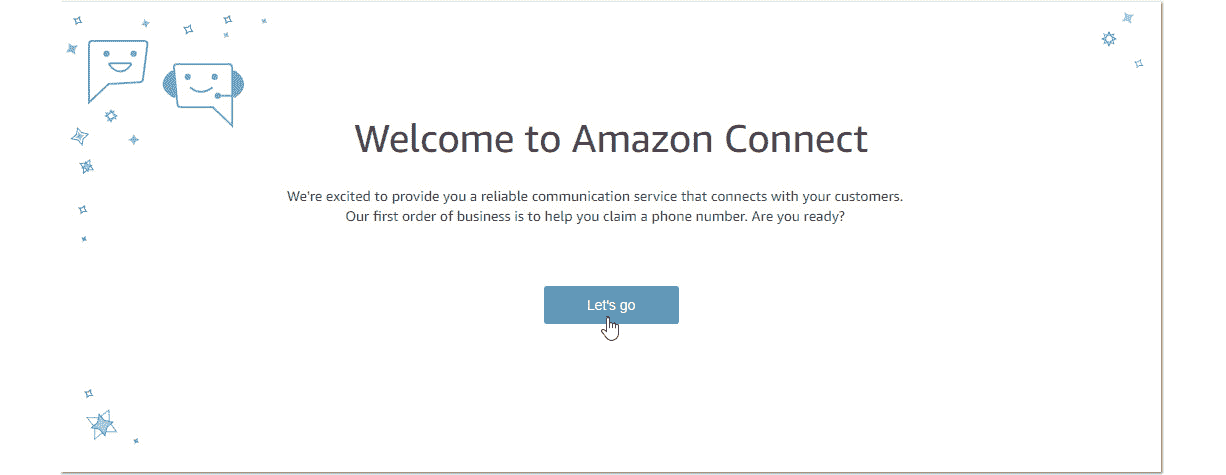 Welcome to Amazon Connect
We're excited to provide you a reliable communication service that connects with your customers.
Our first order of business is to help you claim a phone number. Are you ready?
Let's go